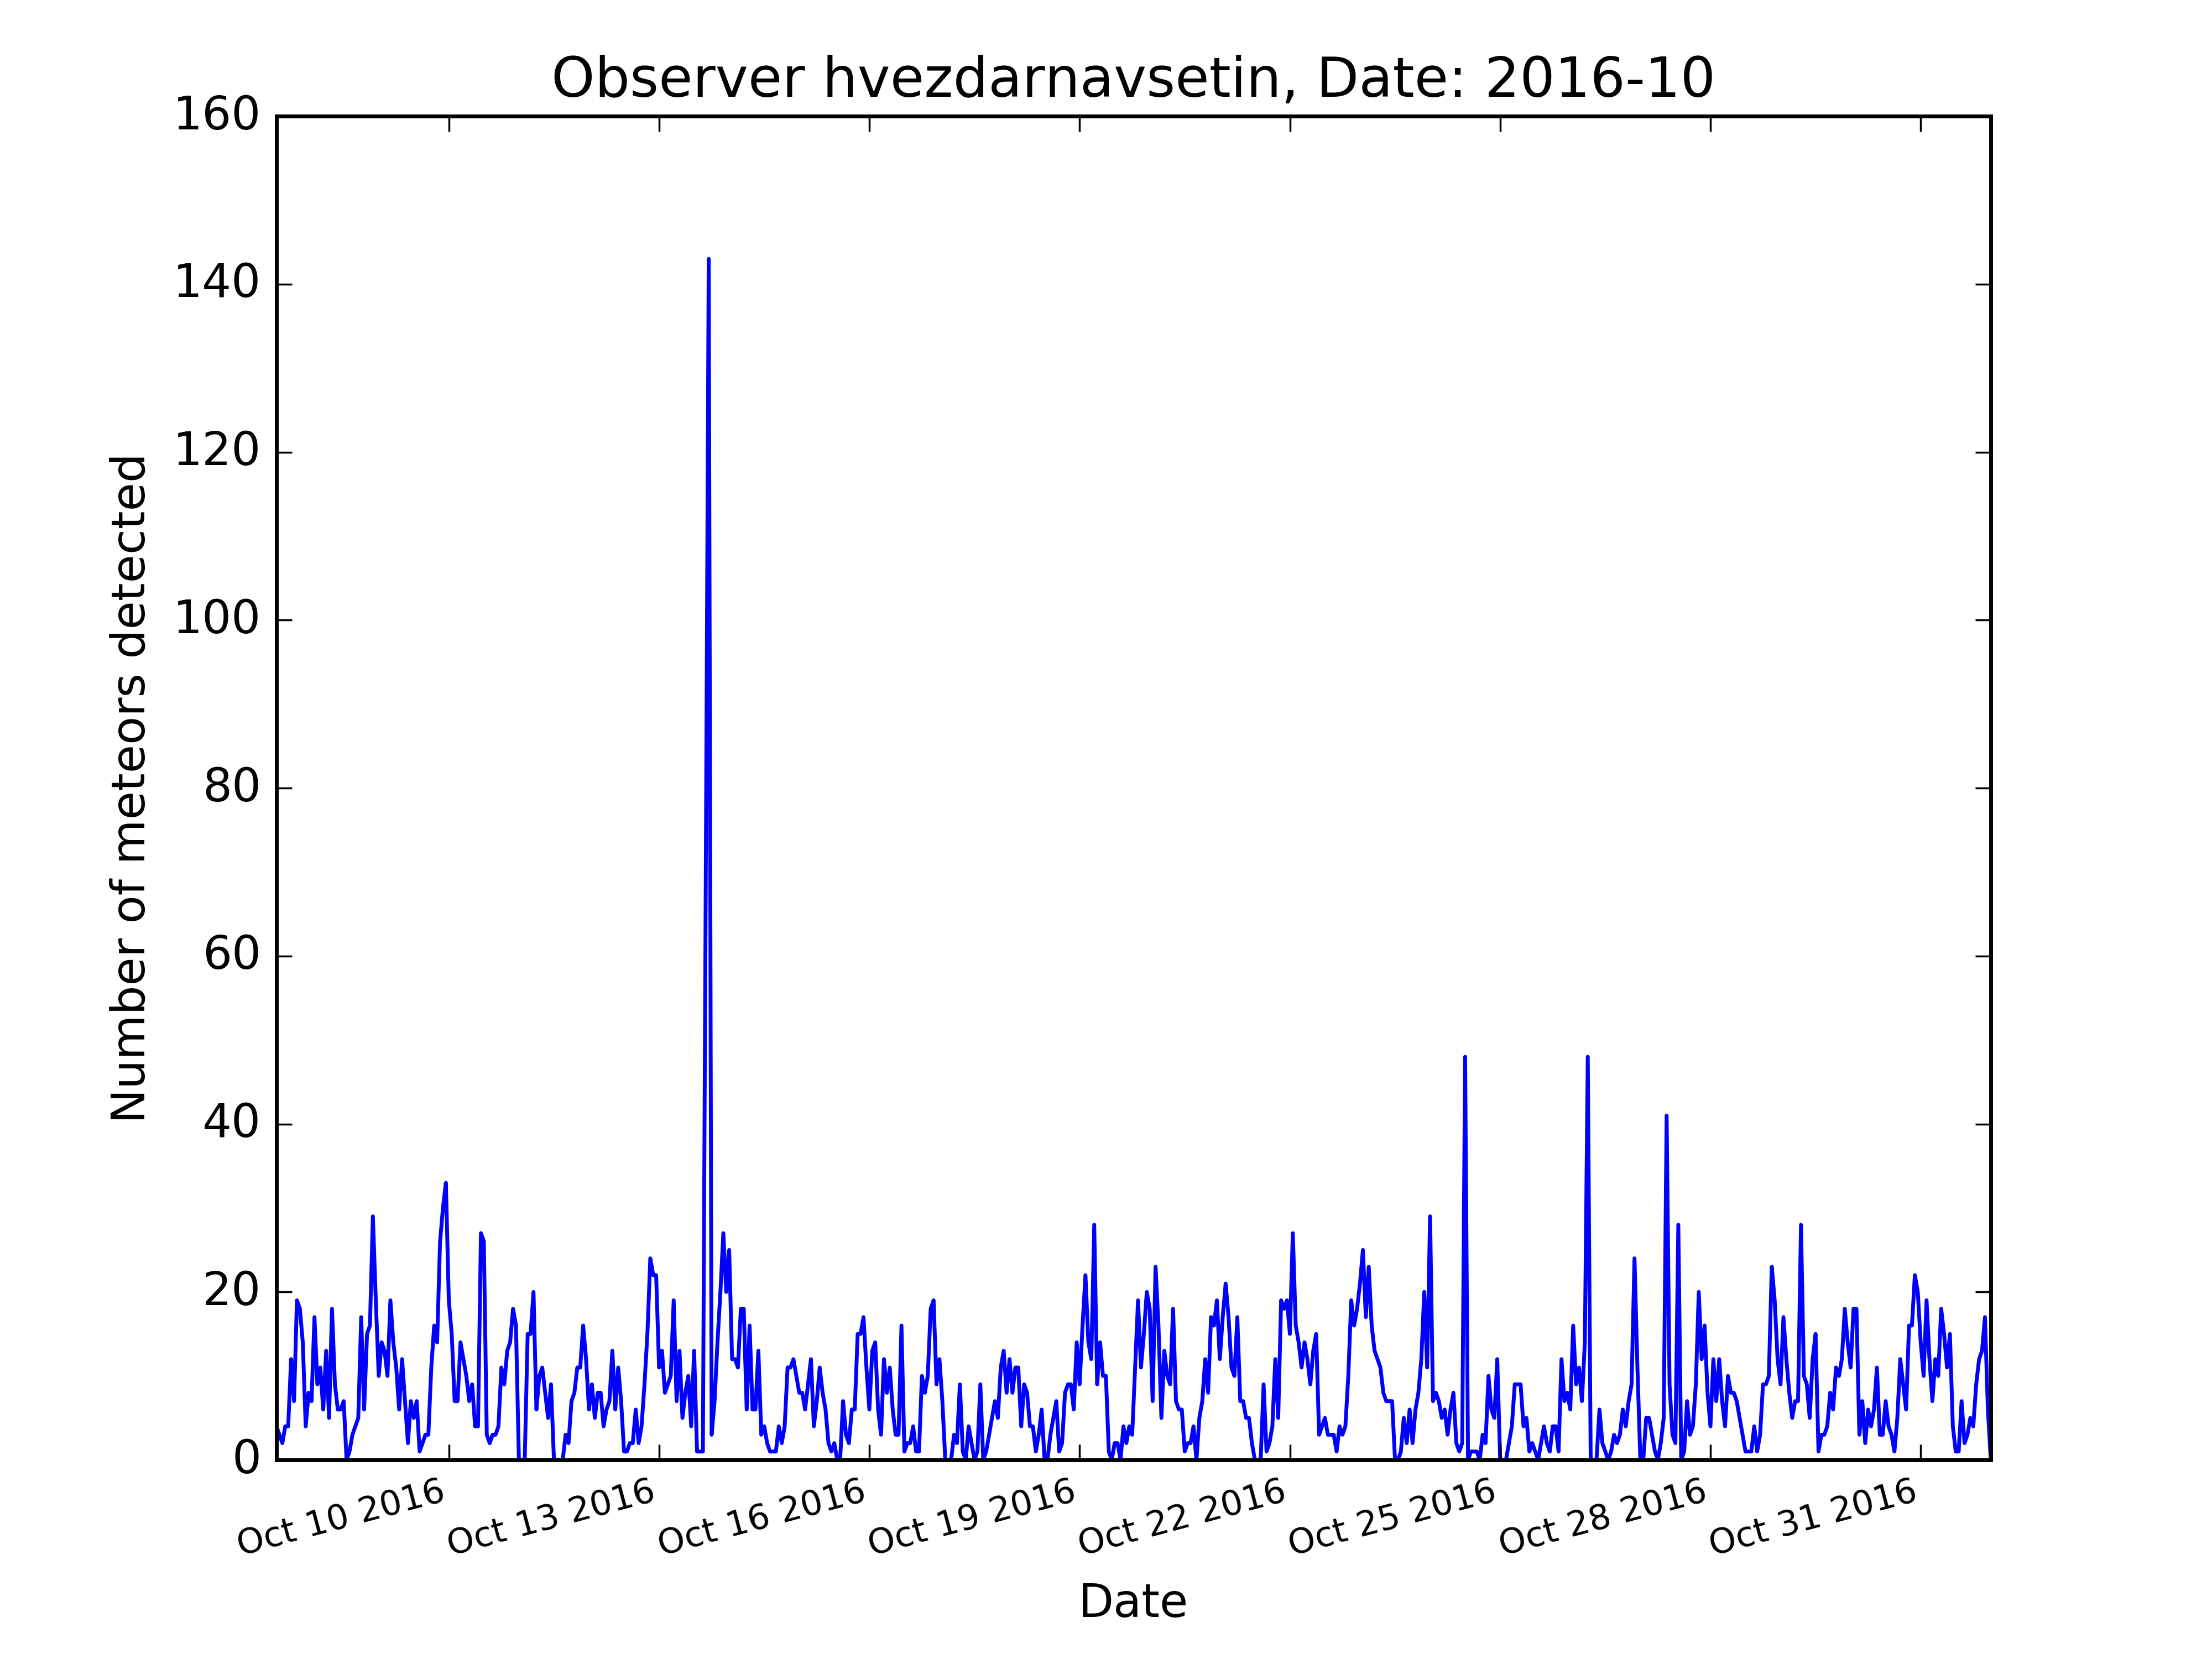 Observer hvezdarnavsetin, Date: 2016-10
160
140
120
100
80
60
40
20
0
Number of meteors detected
Oct 10 2016
Oct 13 2016
Oct 16 2016
Oct 19 2016
Oct 22 2016
Oct 25 2016
Oct 28 2016
Oct 31 2016
Date